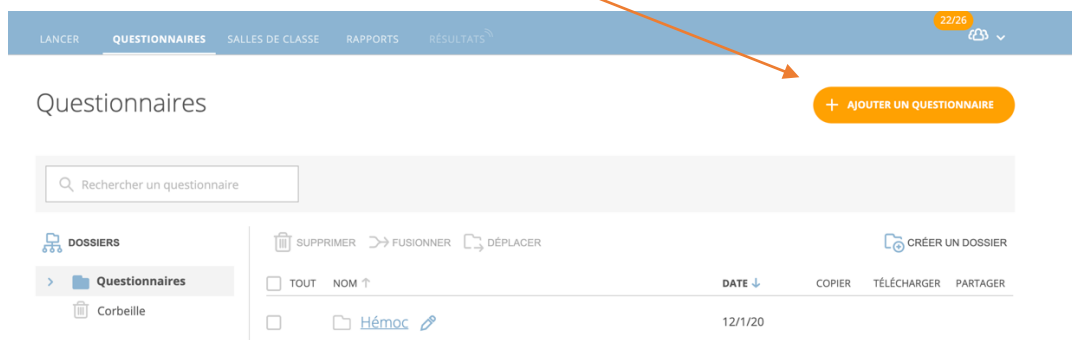 22/26
LANCER QUESTIONNAIRES SALLES DE CLASSE RAPPORTS RÉSULTATS
Questionnaires
+ AJOUTER UN QUESTIONNAIRE
Rechercher un questionnaire
DOSSIERS SUPPRIMER FUSIONNER DÉPLACER CRÉER UN DOSSIER
Questionnaires TOUT NOM ↑ DATE ↓ COPIER TÉLÉCHARGER PARTAGER
Corbeille
Hémoc 12/1/20